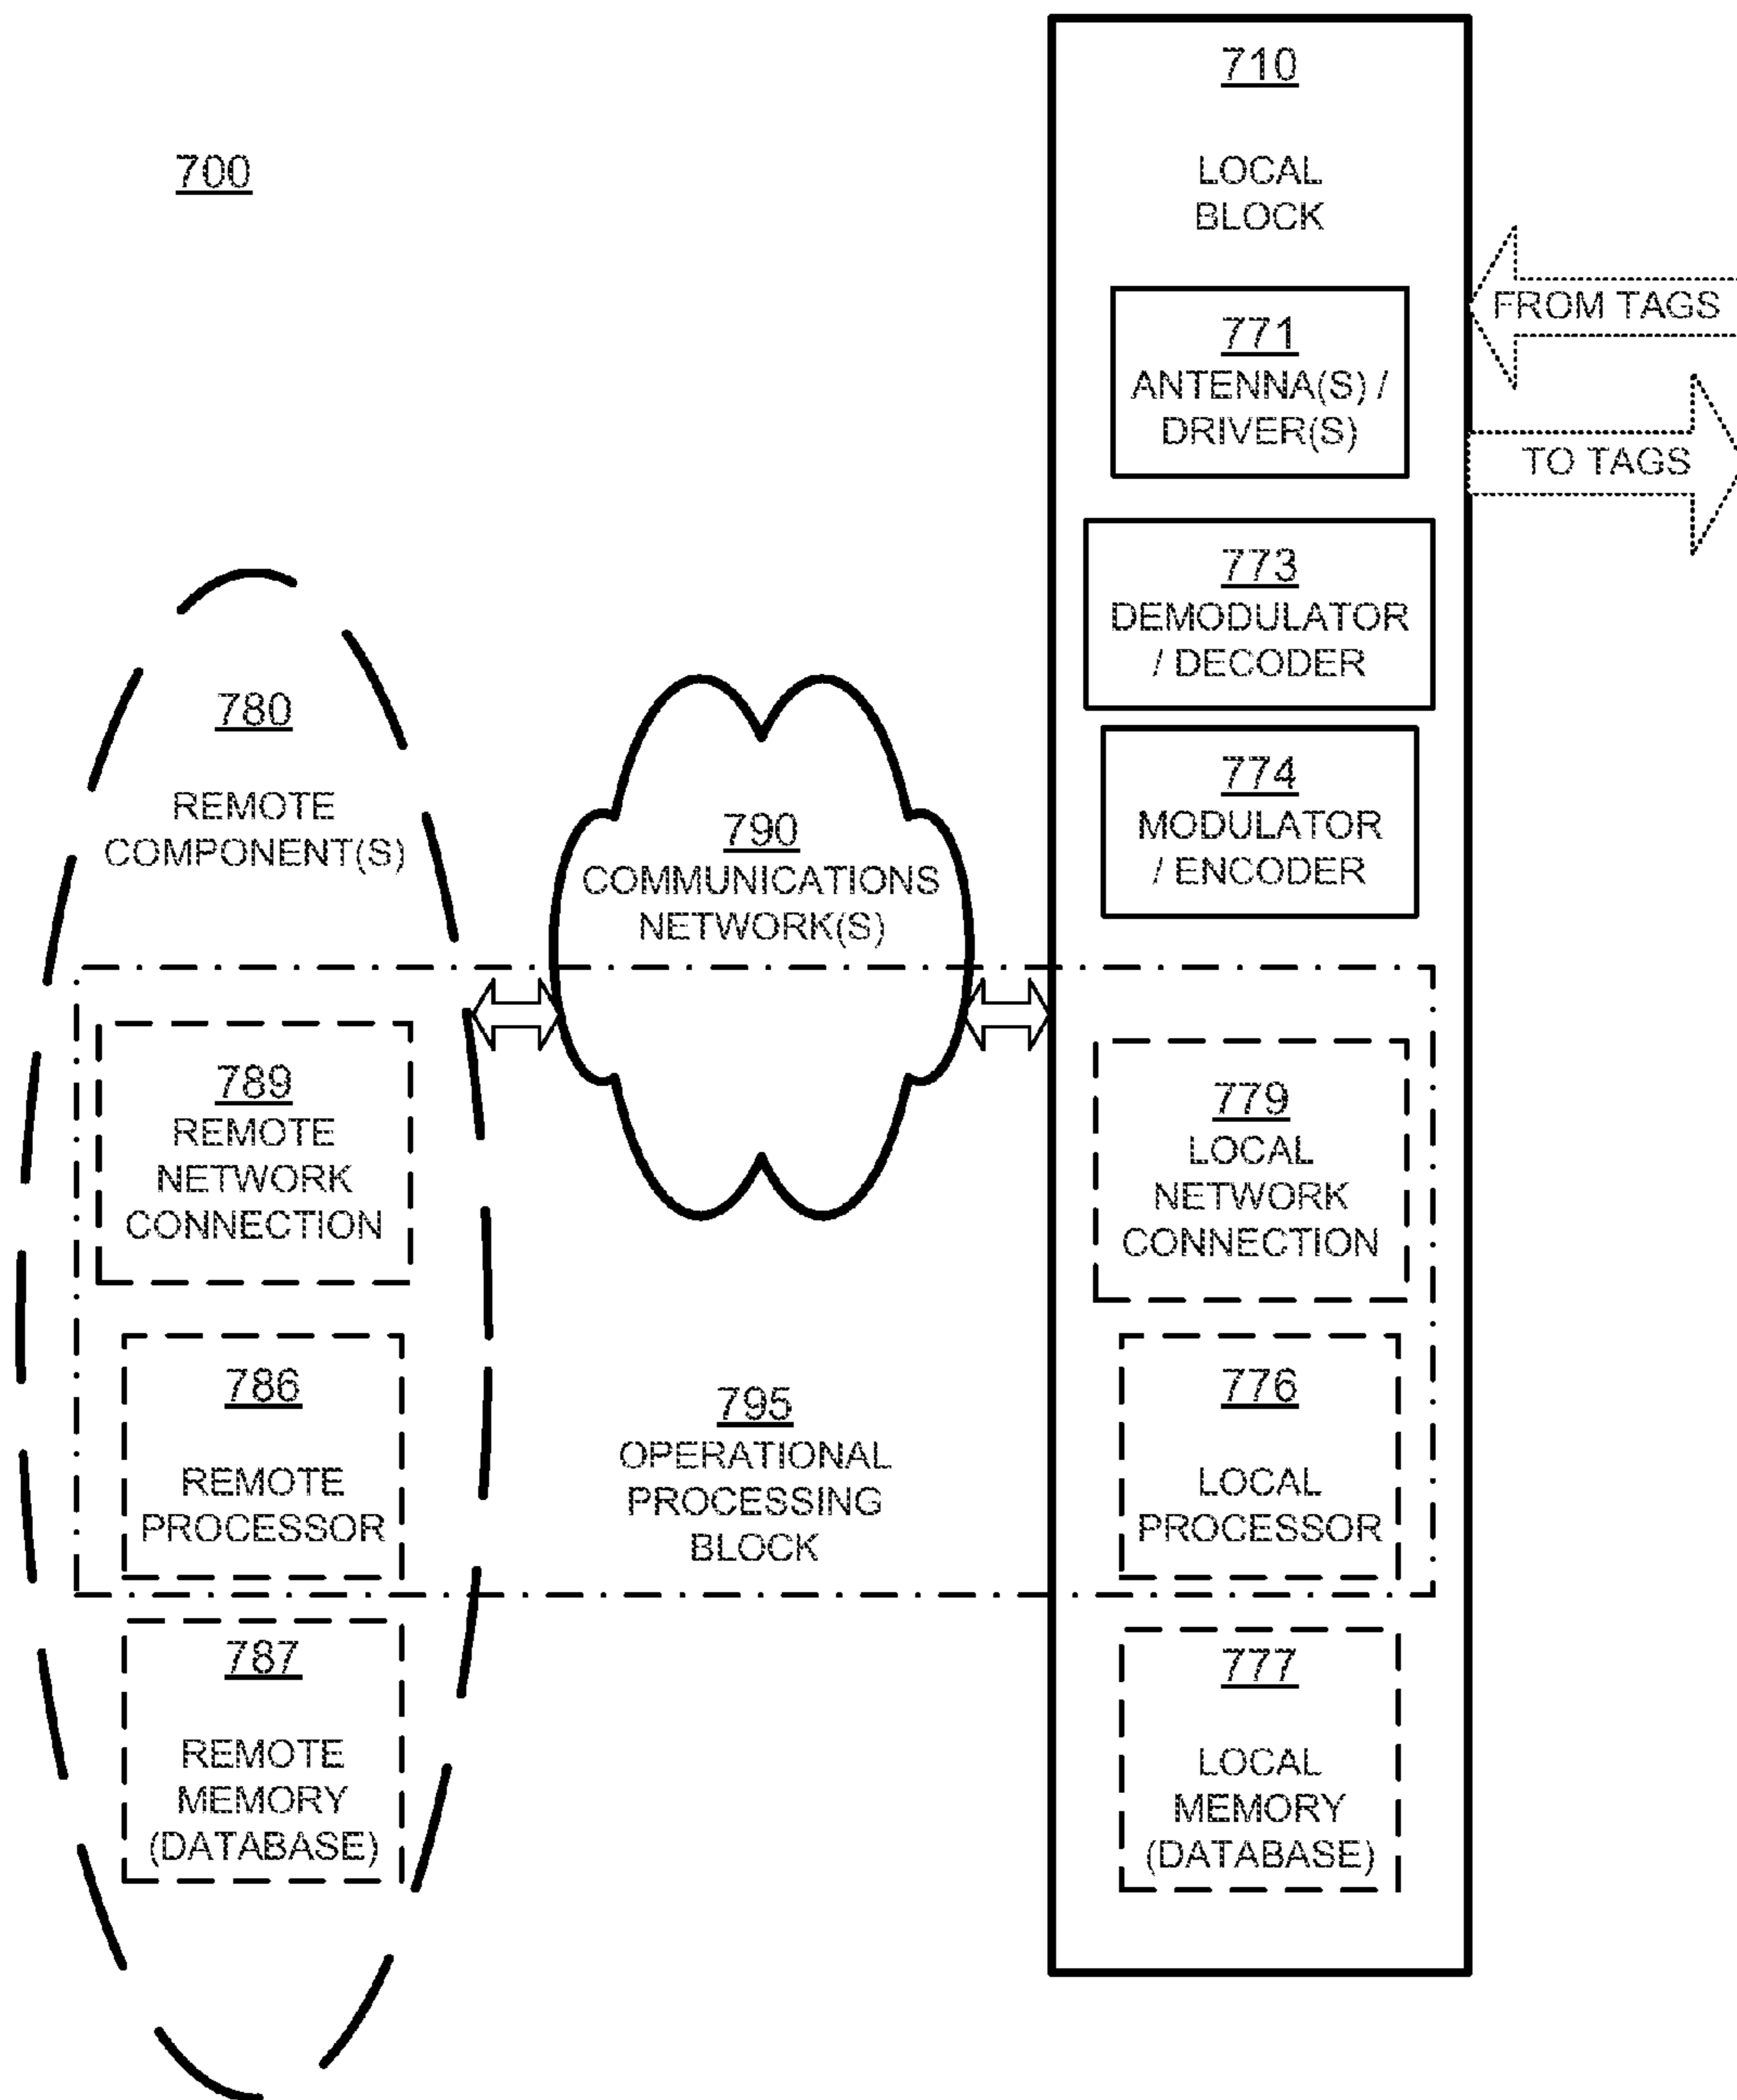 700
710
LOCAL
BLOCK
771
ANTENNA(S) /
DRIVER(S)
FROM TAGS
TO TAGS
773
DEMODULATOR
/ DECODER
774
MODULATOR
/ ENCODER
780
REMOTE
COMPONENT(S)
790
COMMUNICATIONS
NETWORK(S)
789
REMOTE
NETWORK
CONNECTION
779
LOCAL
NETWORK
CONNECTION
786
REMOTE
PROCESSOR
795
OPERATIONAL
PROCESSING
BLOCK
776
LOCAL
PROCESSOR
787
REMOTE
MEMORY
(DATABASE)
777
LOCAL
MEMORY
(DATABASE)